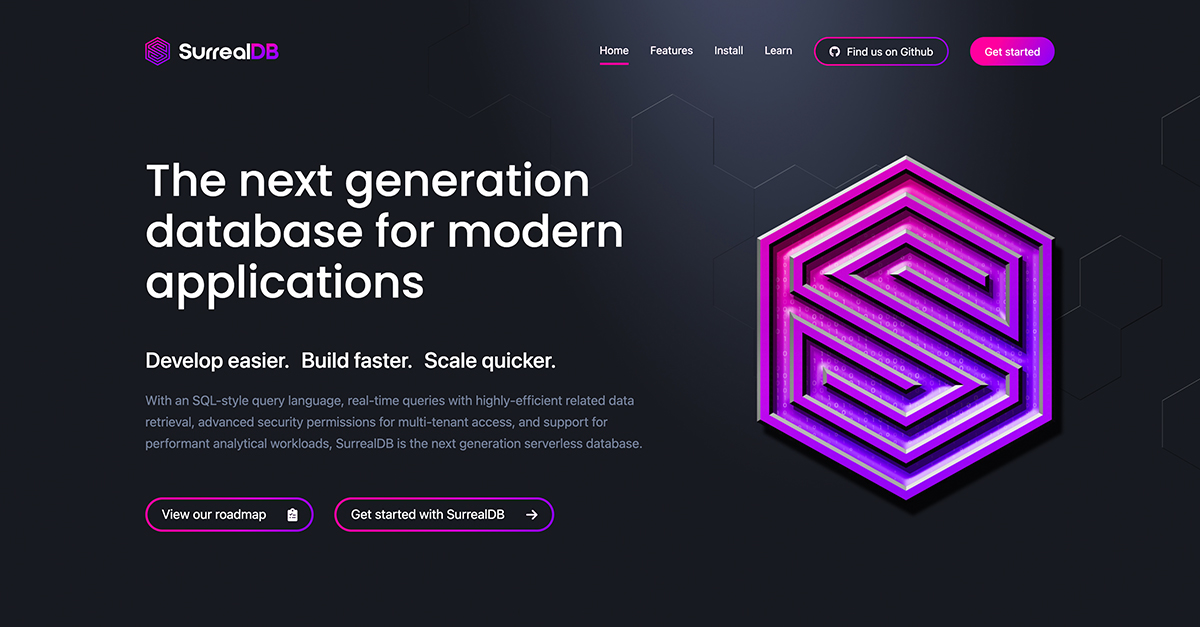 SurrealDB
Home
Features
Install
Learn
Find us on Github
Get started
The next generation
database for modern
applications
Develop easier. Build faster. Scale quicker.
With an SQL-style query language, real-time queries with highly-efficient related data
retrieval, advanced security permissions for multi-tenant access, and support for
performant analytical workloads, SurrealDB is the next generation serverless database.
View our roadmap
Get started with SurrealDB